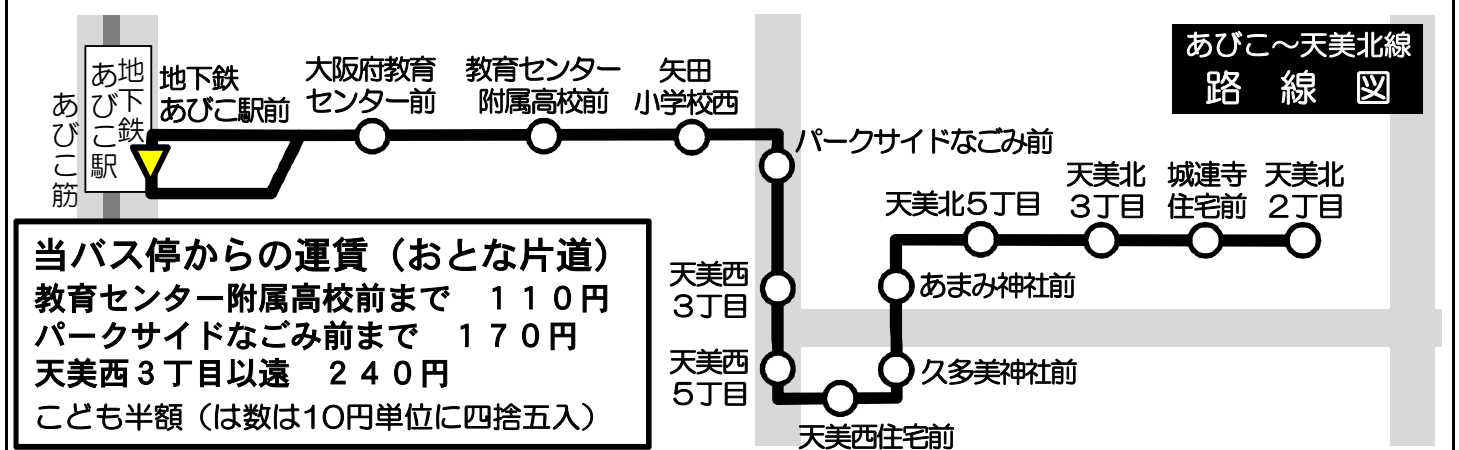 あびこ～天美北線
路線図
あびこ筋
地下鉄
あびこ駅
地下鉄
あびこ駅前
大阪府教育
センター前
教育センター
附属高校前
矢田
小学校西
パークサイドなごみ前
天美西
3丁目
天美西
5丁目
天美西住宅前
久多美神社前
あまみ神社前
天美北5丁目
天美北
3丁目
城連寺
住宅前
天美北
2丁目
当バス停からの運賃（おとな片道）
教育センター附属高校前まで　１１０円
パークサイドなごみ前まで　１７０円
天美西３丁目以遠　２４０円
こども半額（は数は10円単位に四捨五入）